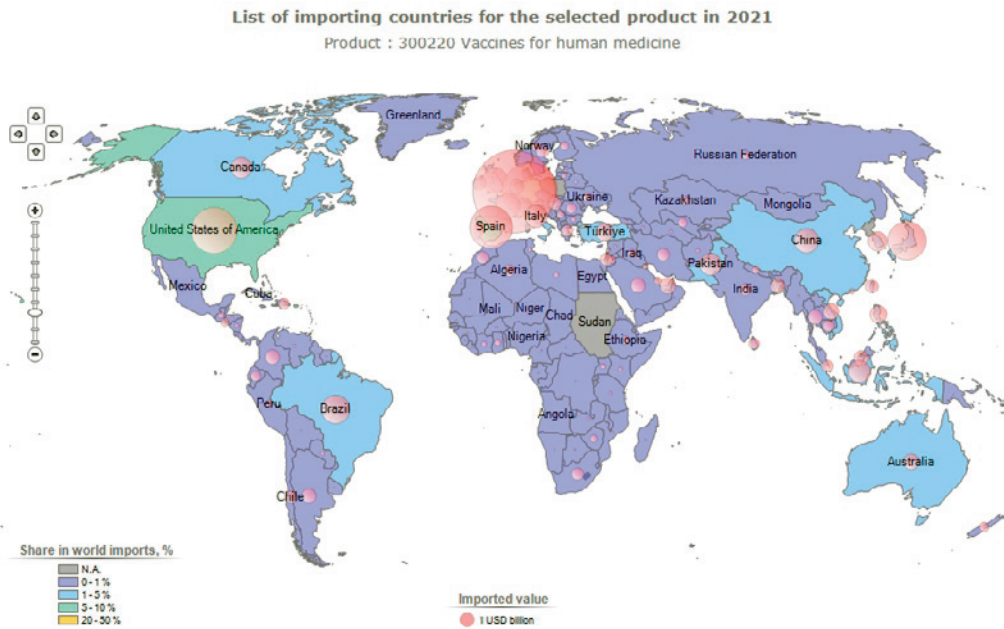 List of importing countries for the selected product in 2021
Product : 300220 Vaccines for human medicine
Greenland
Norway
Russian Federation
Canada
Ukraine
Kazakhstan
Mongolia
United States of America
Spain
Italy
Türkiye
China
Iraq
Pakistan
Mexico
Cuba
Algeria
Egypt
India
Mali
Niger
Chad
Sudan
Nigeria
Ethiopia
Peru
Brazil
Angola
Australia
Chile
Share in world imports, %
N.A.
0 - 1 %
1 - 5 %
5 - 10 %
20 - 50 %
Imported value
1 USD billion